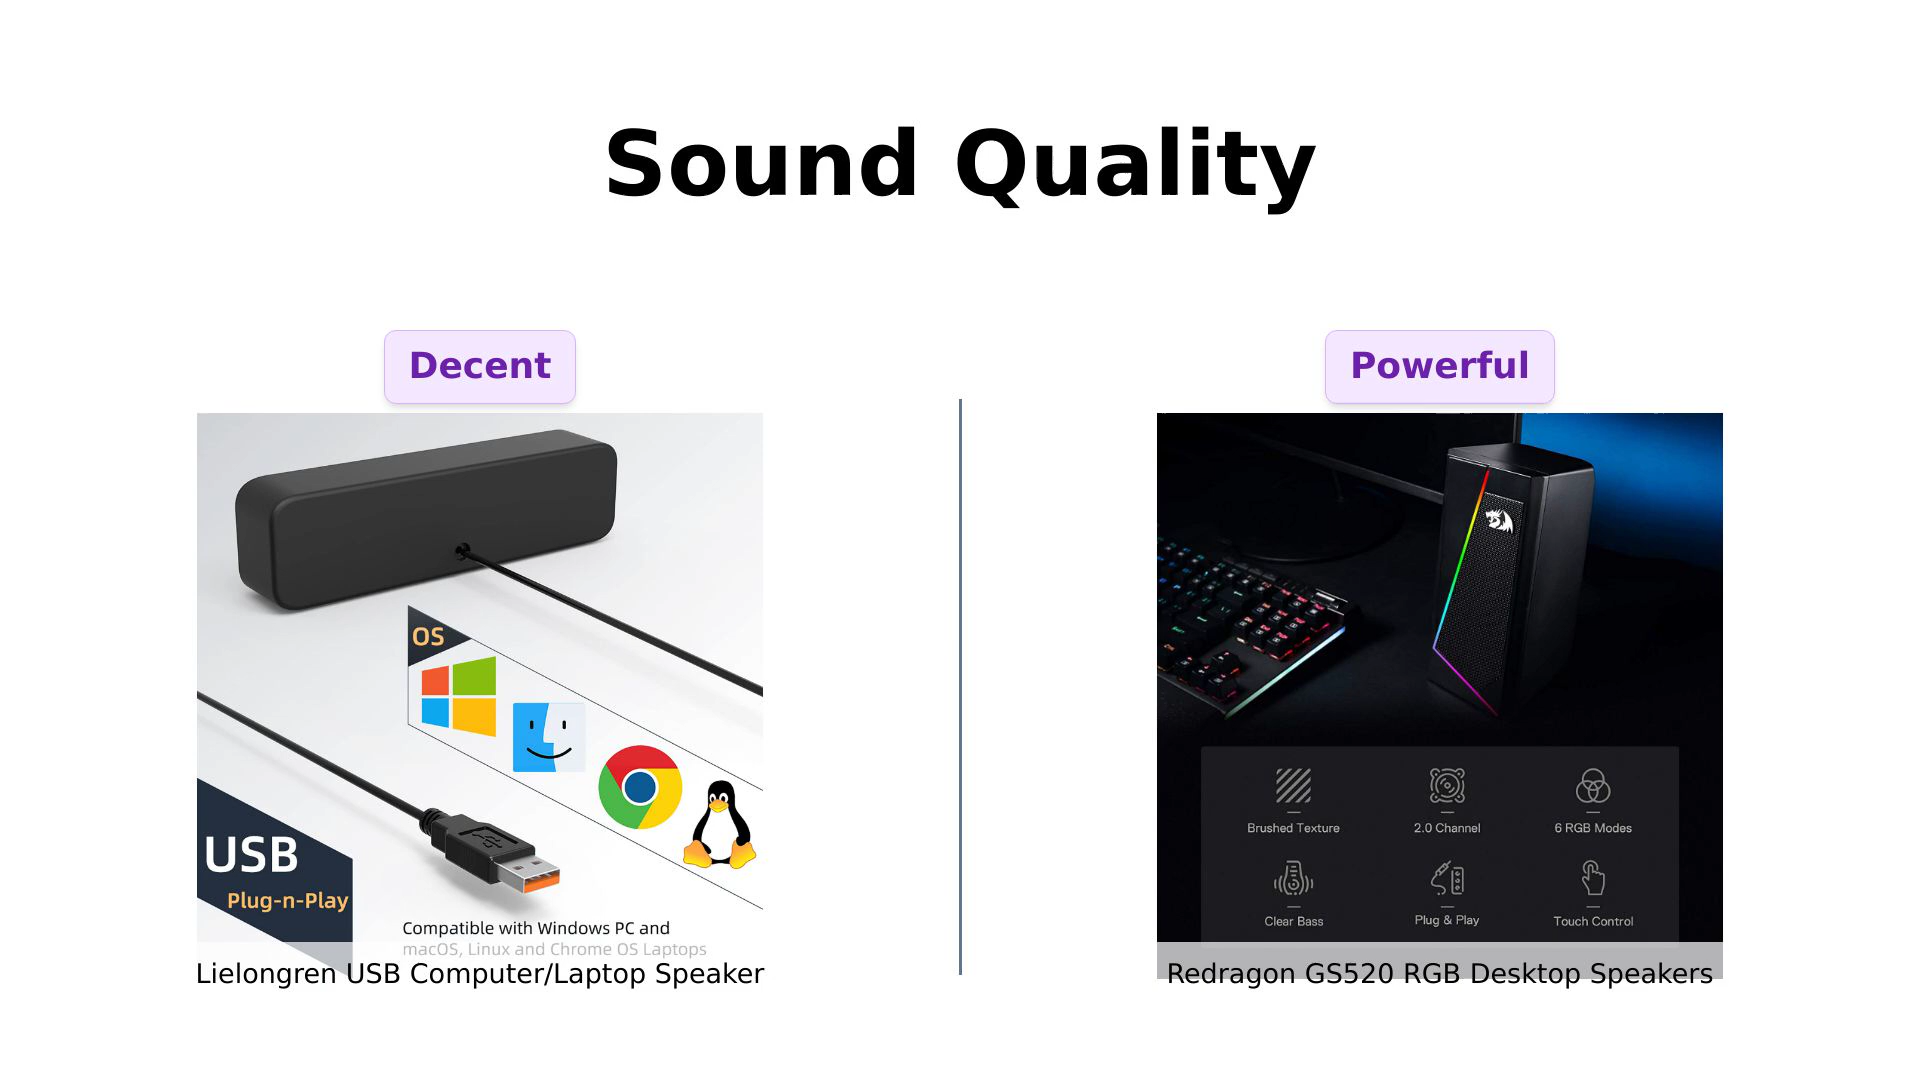 Sound Quality
Decent
OS
USB
Plug-n-Play
Compatible with Windows PC and
macOS, Linux and Chrome OS Laptops
Lielongren USB Computer/Laptop Speaker
Powerful
Brushed Texture
2.0 Channel
6 RGB Modes
Clear Bass
Plug & Play
Touch Control
Redragon GS520 RGB Desktop Speakers